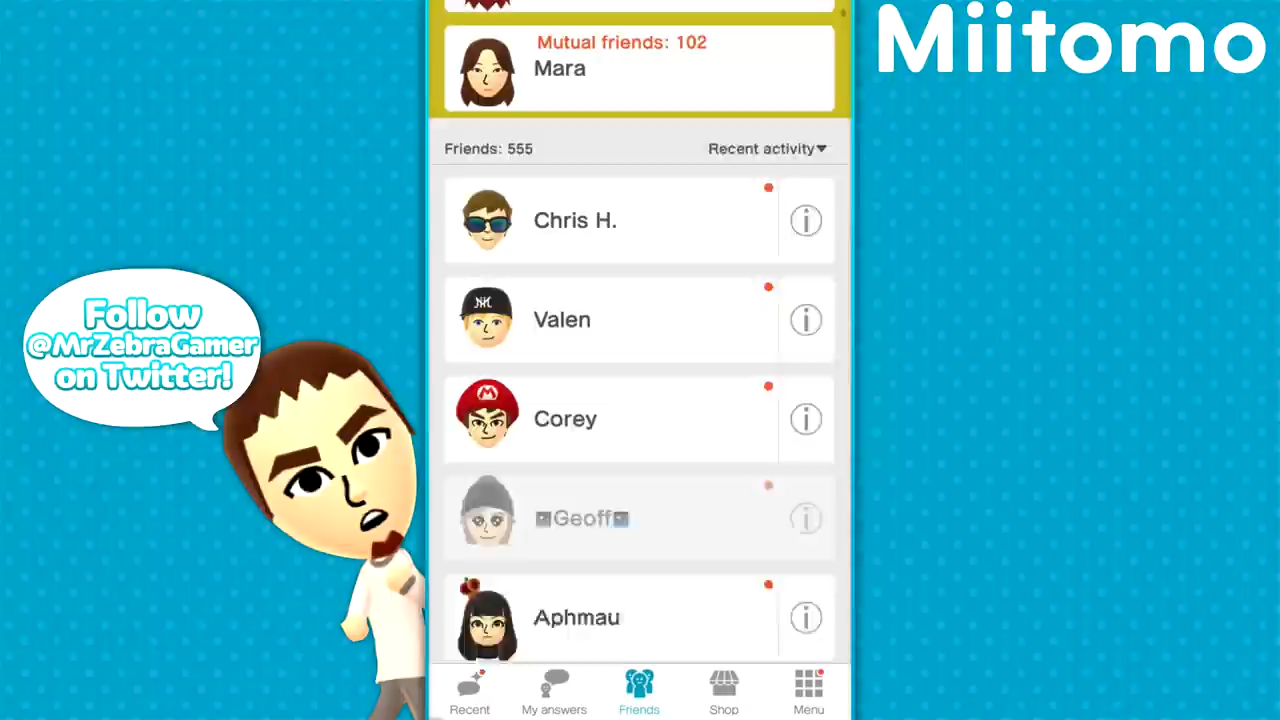 Miitomo
Mutual friends: 102
Mara
Friends: 555
Recent activity▼
Chris H.
Valen
Corey
Geoff
Aphmau
Follow
@MrZebraGamer
on Twitter!
Recent
My answers
Friends
Shop
Menu